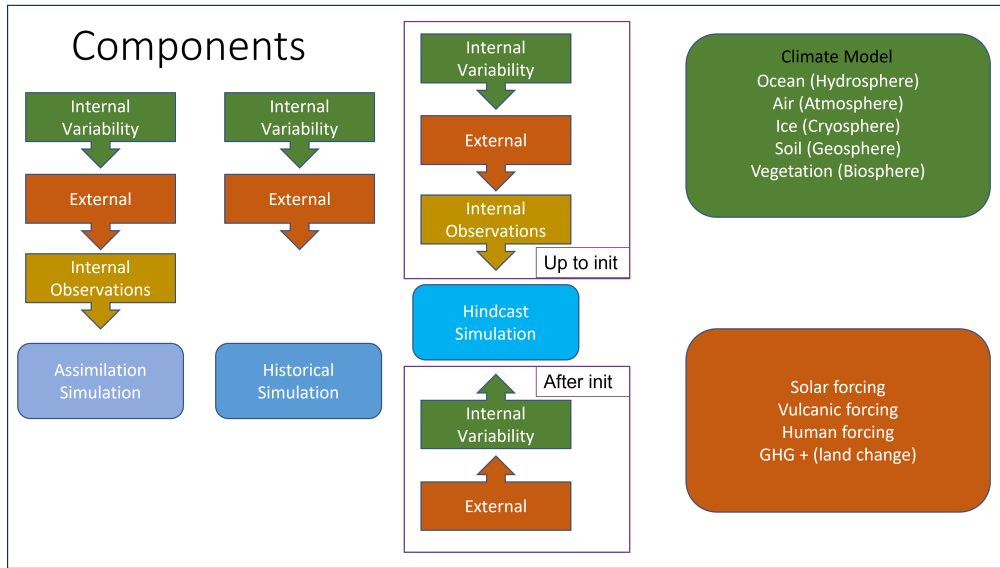 Components
Internal
Variability
External
Internal
Observations
Assimilation
Simulation
Internal
Variability
External
Historical
Simulation
Internal
Variability
External
Internal
Observations
Up to init
Hindcast
Simulation
After init
Internal
Variability
External
Climate Model
Ocean (Hydrosphere)
Air (Atmosphere)
Ice (Cryosphere)
Soil (Geosphere)
Vegetation (Biosphere)
Solar forcing
Vulcanic forcing
Human forcing
GHG + (land change)